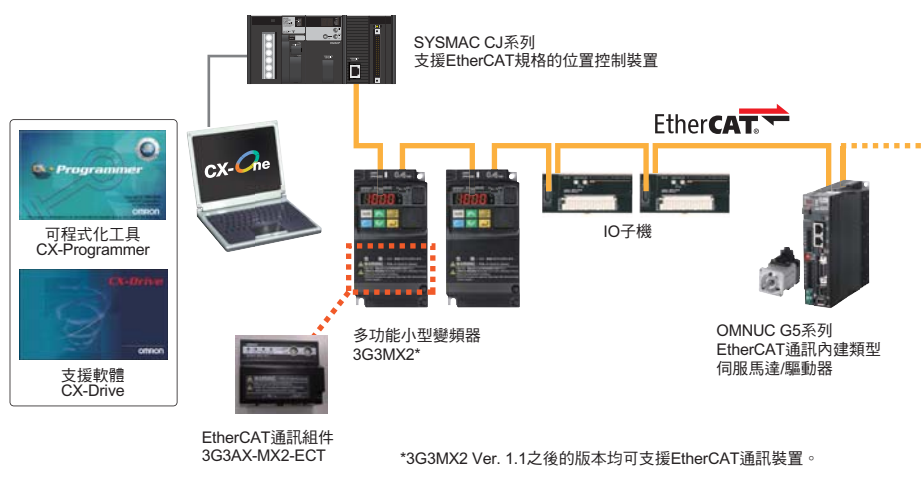 SYSMAC CJ系列
支援EtherCAT規格的位置控制裝置
EtherCAT®
CX-One
CX-Programmer
OMRON
可程式化工具
CX-Programmer
CX-Drive
OMRON
支援軟體
CX-Drive
IO子機
多功能小型變頻器
3G3MX2*
OMNUC G5系列
EtherCAT通訊內建類型
伺服馬達/驅動器
EtherCAT通訊組件
3G3AX-MX2-ECT
*3G3MX2 Ver. 1.1之後的版本均可支援EtherCAT通訊裝置。